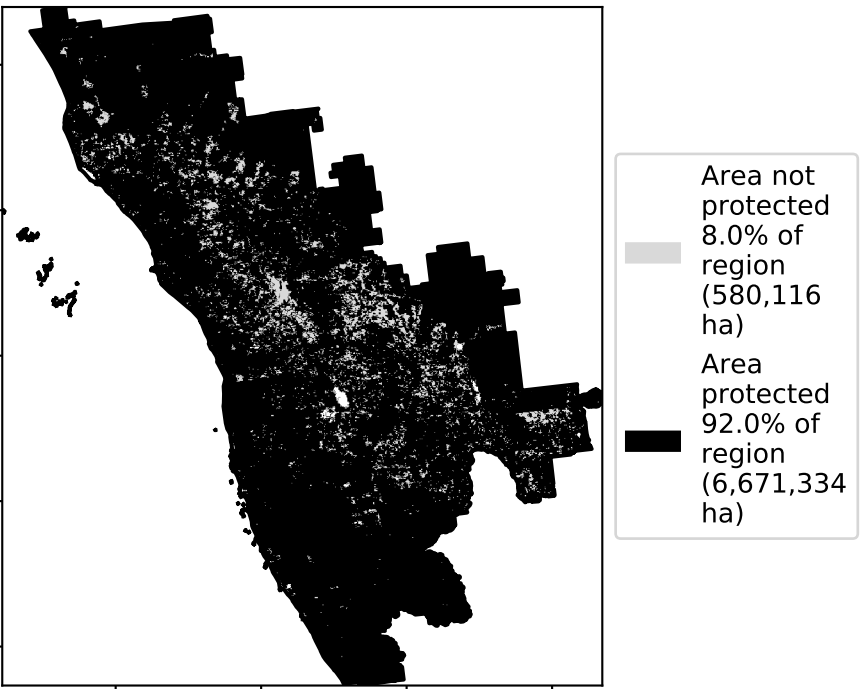 Area not
protected
8.0% of
region
(580,116
ha)
Area
protected
92.0% of
region
(6,671,334
ha)